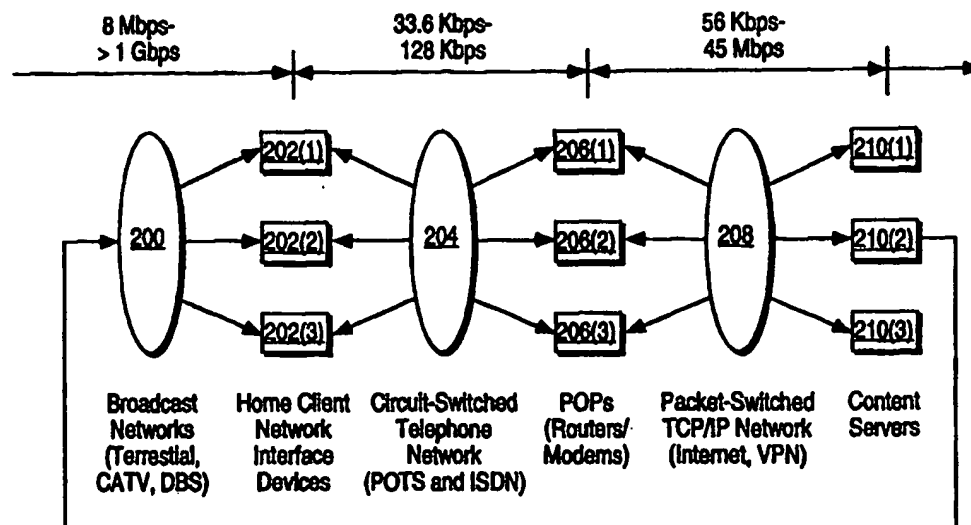 8 Mbps-
> 1 Gbps
33.6 Kbps-
128 Kbps
56 Kbps-
45 Mbps
202(1)
206(1)
210(1)
200
202(2)
204
206(2)
208
210(2)
202(3)
206(3)
210(3)
Broadcast
Networks
(Terrestial,
CATV, DBS)
Home Client
Network
Interface
Devices
Circuit-Switched
Telephone
Network
(POTS and ISDN)
POPs
(Routers/
Modems)
Packet-Switched
TCP/IP Network
(Internet, VPN)
Content
Servers